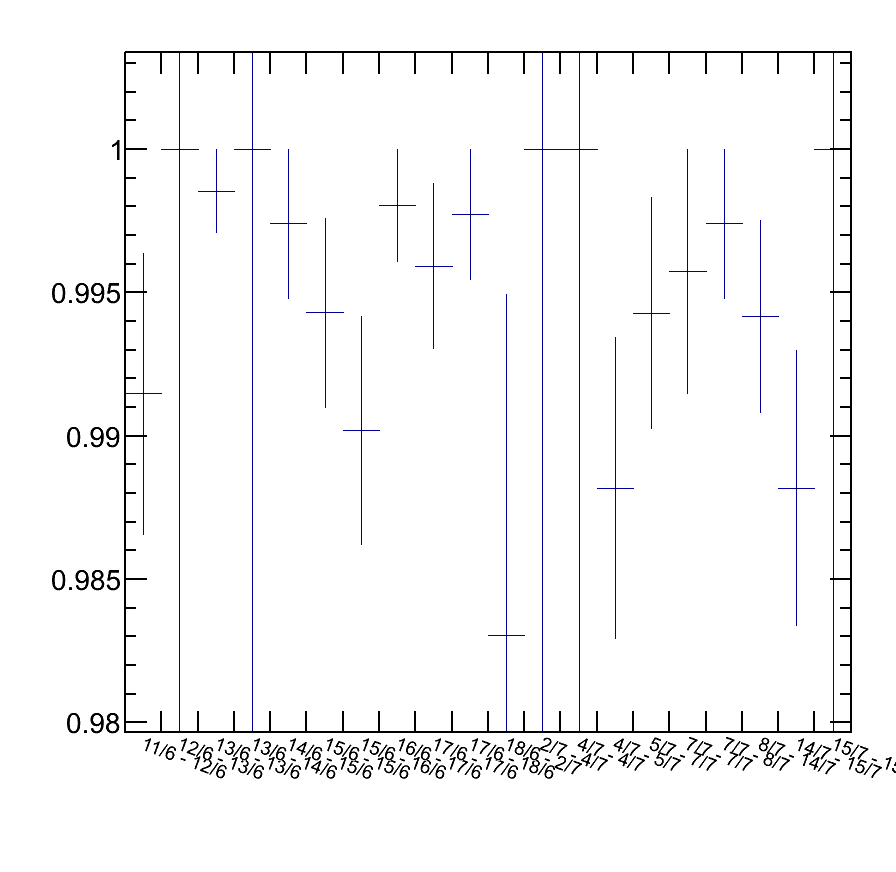 1
0.995
0.99
0.985
0.98
11/6 - 12/6
12/6 - 13/6
13/6 - 13/6
13/6 - 14/6
14/6 - 15/6
15/6 - 15/6
15/6 - 16/6
16/6 - 17/6
17/6 - 17/6
17/6 - 18/6
18/6 - 2/7
2/7 - 4/7
4/7 - 4/7
4/7 - 5/7
5/7 - 7/7
7/7 - 7/7
7/7 - 8/7
8/7 - 14/7
14/7 - 15/7
15/7 -